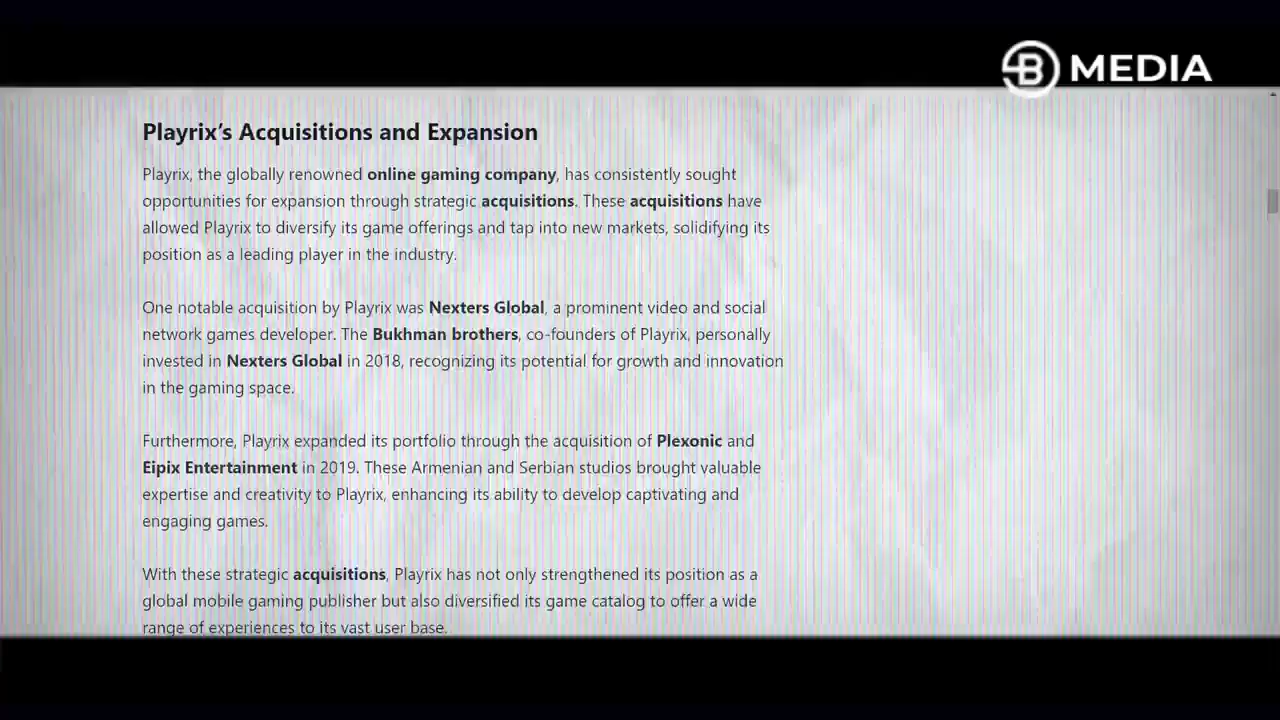 B MEDIA
Playrix’s Acquisitions and Expansion
Playrix, the globally renowned online gaming company, has consistently sought
opportunities for expansion through strategic acquisitions. These acquisitions have
allowed Playrix to diversify its game offerings and tap into new markets, solidifying its
position as a leading player in the industry.
One notable acquisition by Playrix was Nexters Global, a prominent video and social
network games developer. The Bukhman brothers, co-founders of Playrix, personally
invested in Nexters Global in 2018, recognizing its potential for growth and innovation
in the gaming space.
Furthermore, Playrix expanded its portfolio through the acquisition of Plexonic and
Eipix Entertainment in 2019. These Armenian and Serbian studios brought valuable
expertise and creativity to Playrix, enhancing its ability to develop captivating and
engaging games.
With these strategic acquisitions, Playrix has not only strengthened its position as a
global mobile gaming publisher but also diversified its game catalog to offer a wide
range of experiences to its vast user base.